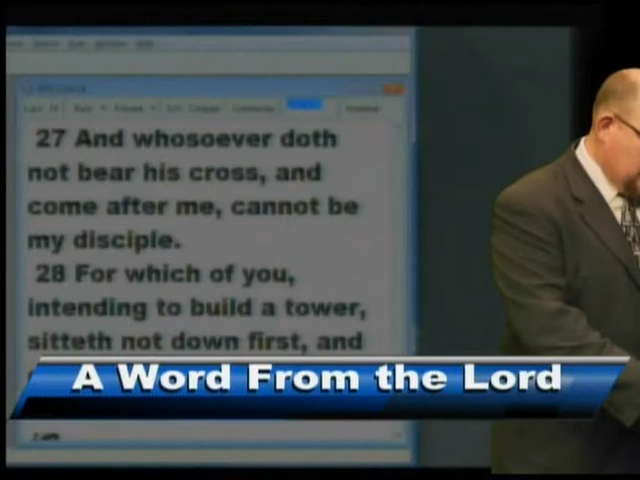 27 And whosoever doth
not bear his cross, and
come after me, cannot be
my disciple.
28 For which of you,
intending to build a tower,
sitteth not down first, and
A Word From the Lord